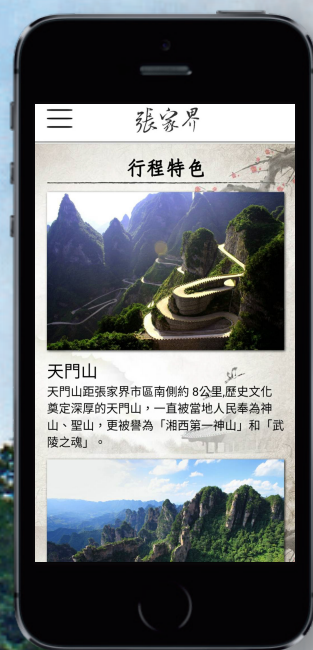 張家界
行程特色
天門山
天門山距張家界市區南側約 8公里,歷史文化
奠定深厚的天門山，一直被當地人民奉為神
山、聖山，更被譽為「湘西第一神山」和「武
陵之魂」。